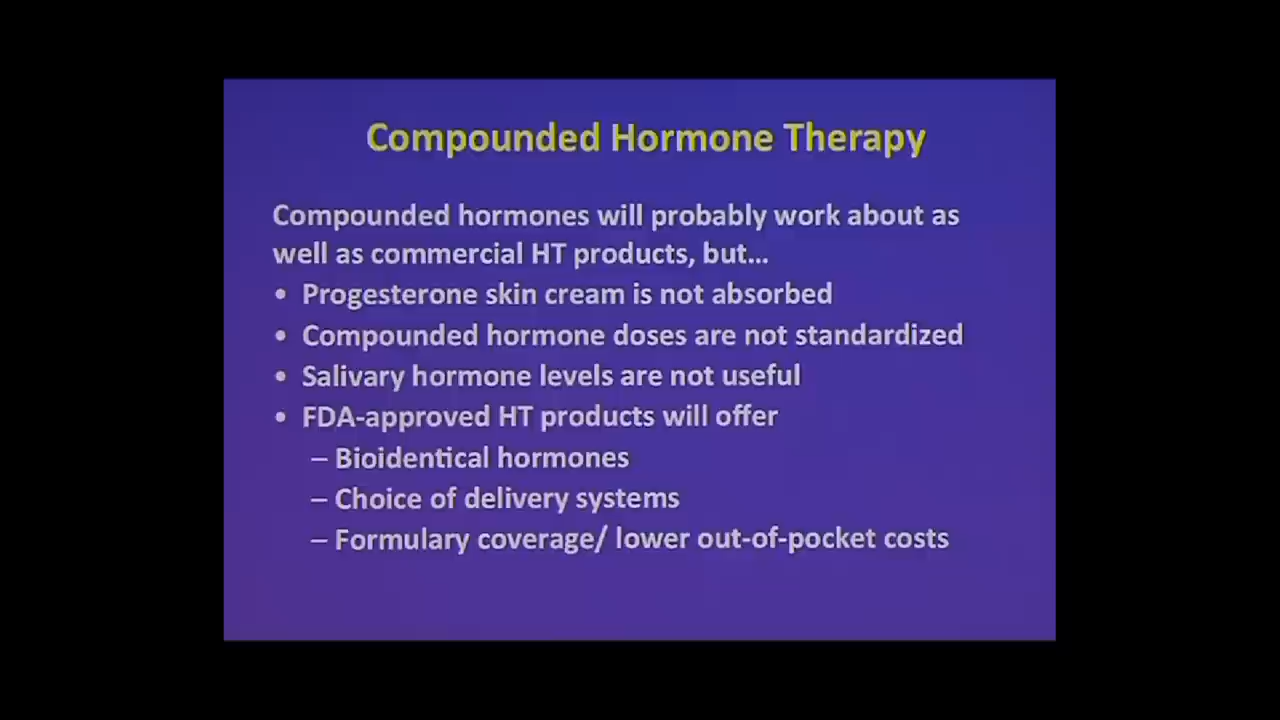 Compounded Hormone Therapy
Compounded hormones will probably work about as
well as commercial HT products, but...
• Progesterone skin cream is not absorbed
• Compounded hormone doses are not standardized
• Salivary hormone levels are not useful
• FDA-approved HT products will offer
– Bioidentical hormones
– Choice of delivery systems
– Formulary coverage/ lower out-of-pocket costs